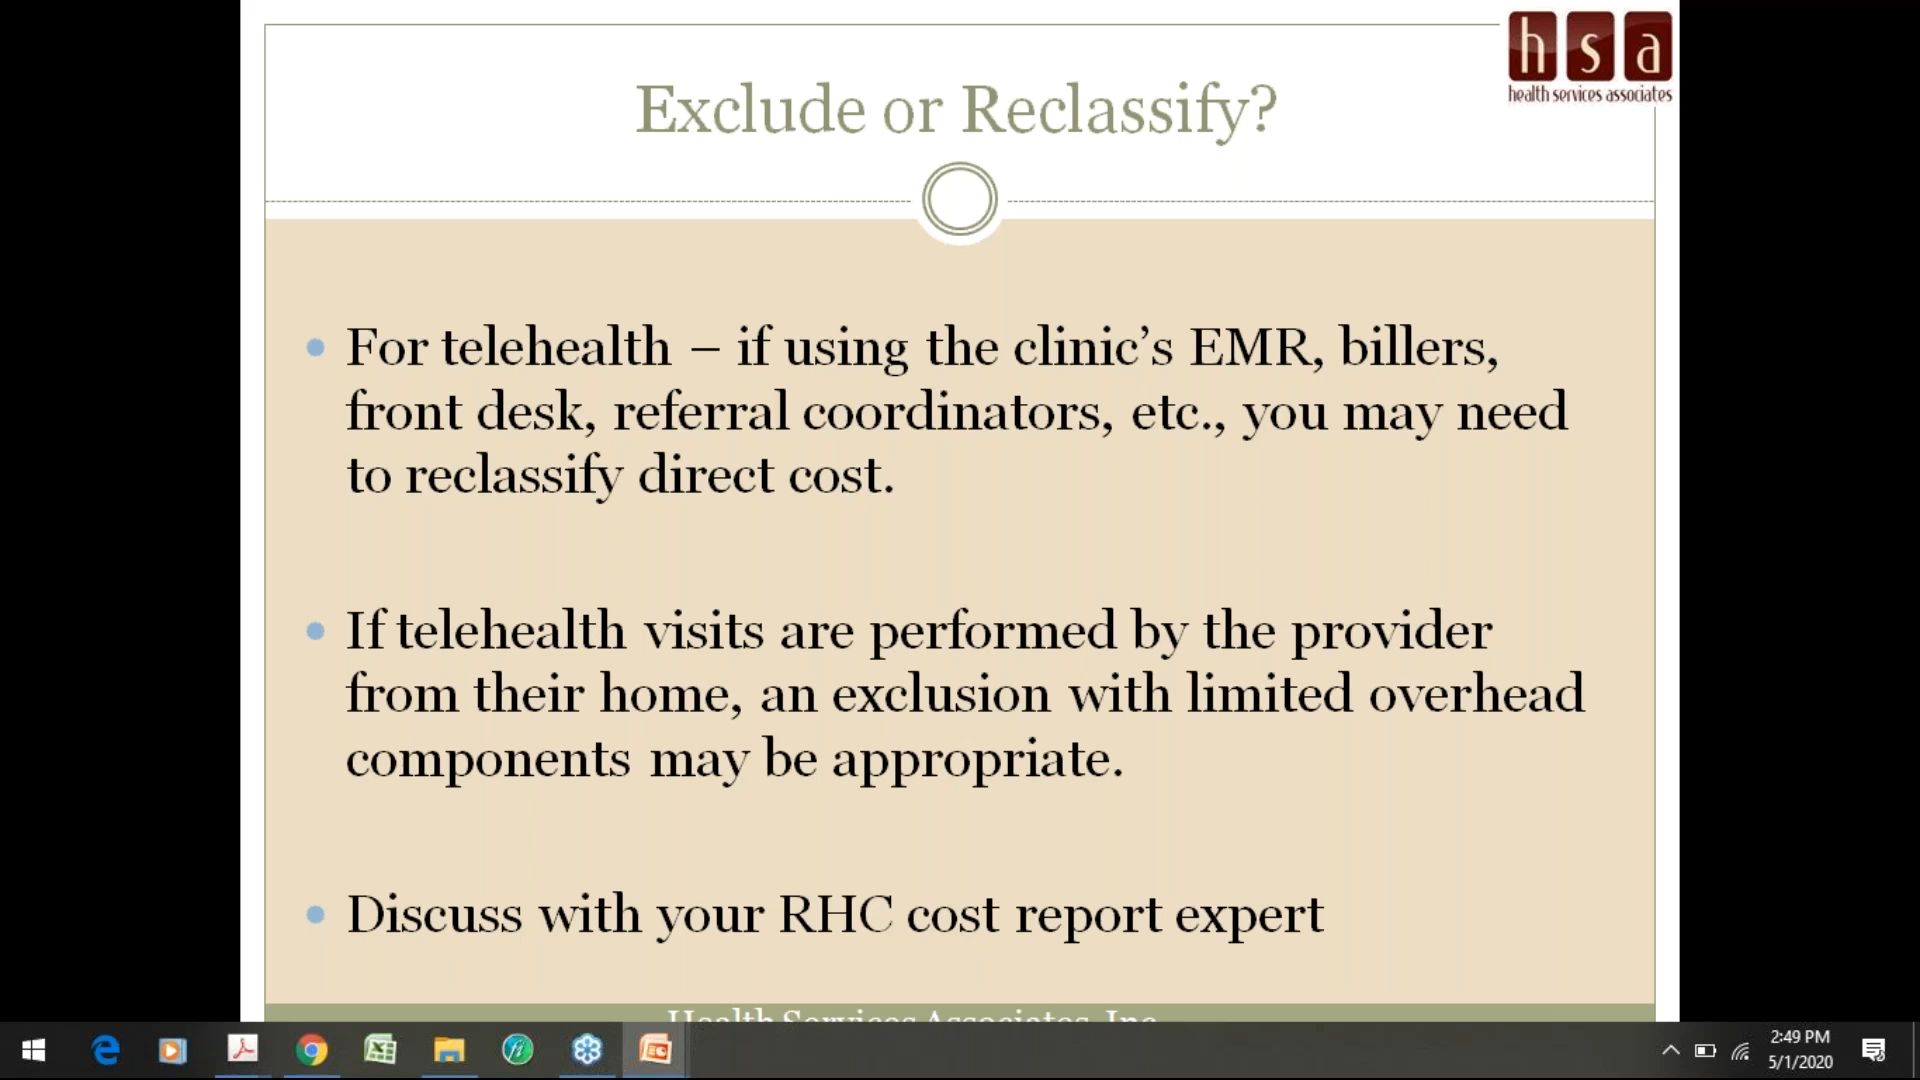 h s a
health services associates
Exclude or Reclassify?
For telehealth – if using the clinic’s EMR, billers,
front desk, referral coordinators, etc., you may need
to reclassify direct cost.
If telehealth visits are performed by the provider
from their home, an exclusion with limited overhead
components may be appropriate.
Discuss with your RHC cost report expert
Health Services Associates, Inc.
2:49 PM
5/1/2020